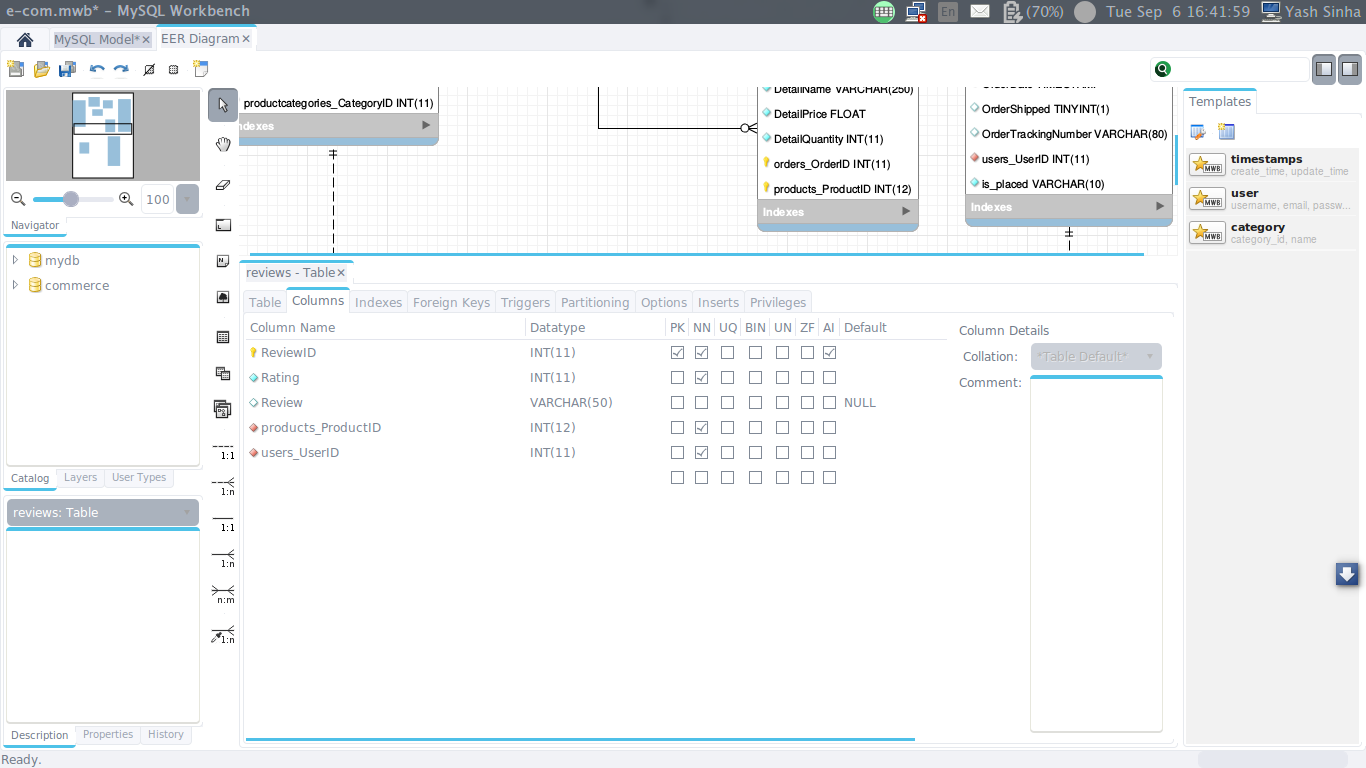 e-com.mwb* – MySQL Workbench
En
(70%)
Tue Sep 6 16:41:59
Yash Sinha
MySQL Model*
EER Diagram
100
Navigator
mydb
commerce
Catalog
Layers
User Types
reviews: Table
Description
Properties
History
Ready.
1:1
1:n
1:1
1:n
n:m
1:n
productcategories_CategoryID INT(11)
Indexes
DetailName VARCHAR(250)
DetailPrice FLOAT
DetailQuantity INT(11)
orders_OrderID INT(11)
products_ProductID INT(12)
Indexes
OrderShipped TINYINT(1)
OrderTrackingNumber VARCHAR(80)
users_UserID INT(11)
is_placed VARCHAR(10)
Indexes
reviews - Table
Table
Columns
Indexes
Foreign Keys
Triggers
Partitioning
Options
Inserts
Privileges
Column Name Datatype PK NN UQ BIN UN ZF AI Default
ReviewID INT(11)
Rating INT(11)
Review VARCHAR(50) NULL
products_ProductID INT(12)
users_UserID INT(11)
Column Details
Collation: *Table Default*
Comment:
Templates
MWB
timestamps
create_time, update_time
MWB
user
username, email, passw...
MWB
category
category_id, name